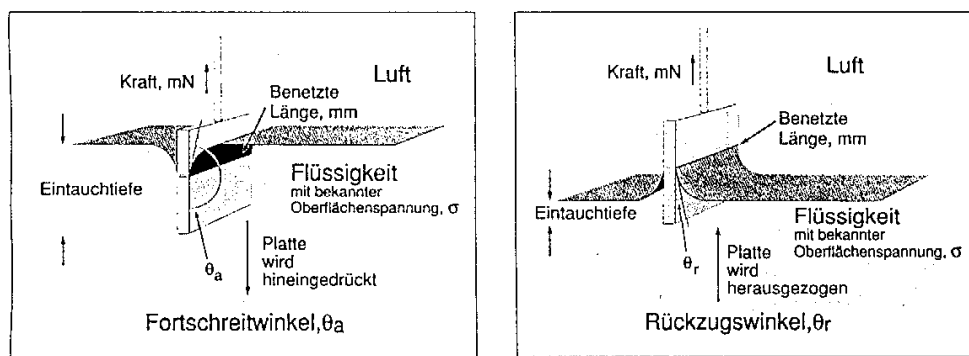 Kraft, mN
Luft
Benetzte
Länge, mm
Eintauchtiefe
Flüssigkeit
mit bekannter
Oberflächenspannung, σ
θa
Platte
wird
hineingedrückt
Fortschreitwinkel,θa
Kraft, mN
Luft
Benetzte
Länge, mm
Eintauchtiefe
Flüssigkeit
mit bekannter
Oberflächenspannung, σ
θr
Platte
wird
herausgezogen
Rückzugswinkel,θr